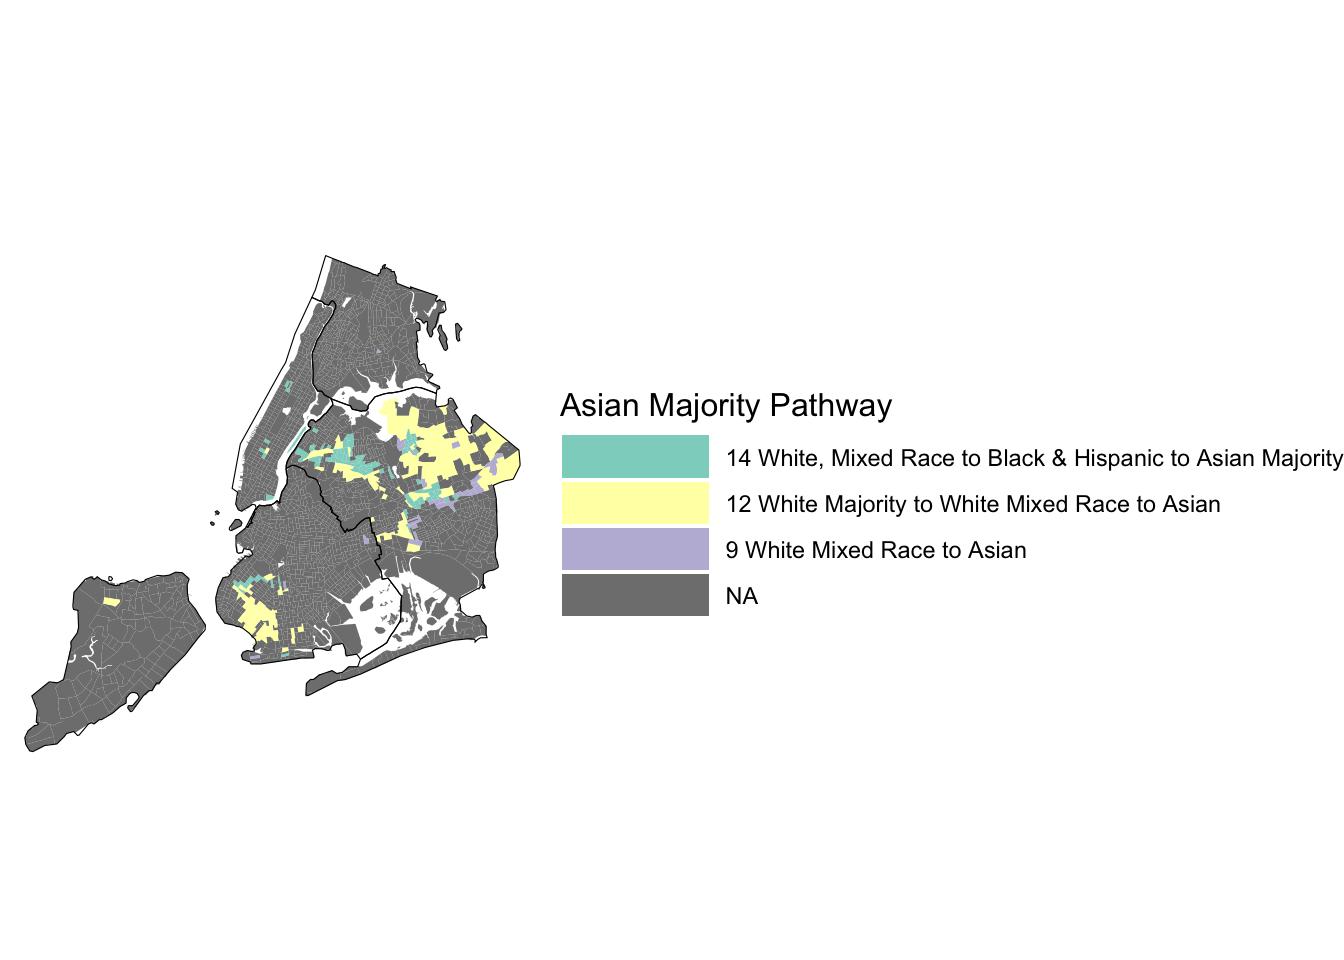 Asian Majority Pathway
14 White, Mixed Race to Black & Hispanic to Asian Majority
12 White Majority to White Mixed Race to Asian
9 White Mixed Race to Asian
NA